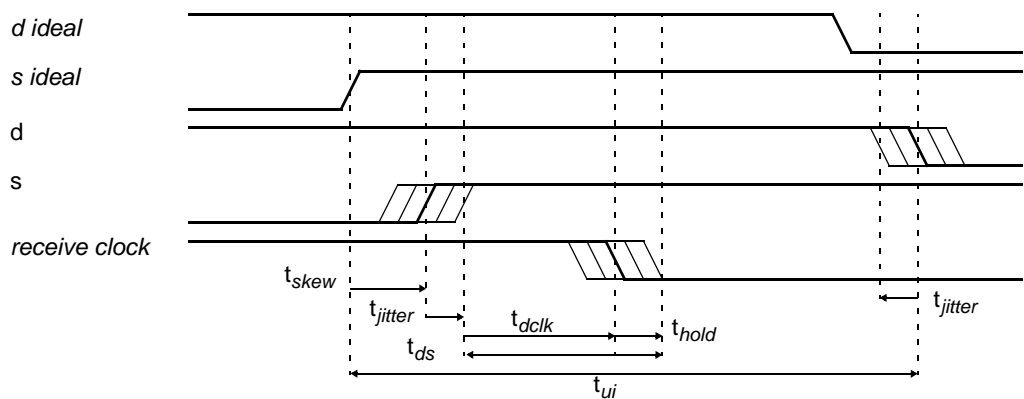 d ideal
s ideal
d
s
receive clock
tskew
tjitter
tjitter
tdclk
thold
tds
tui